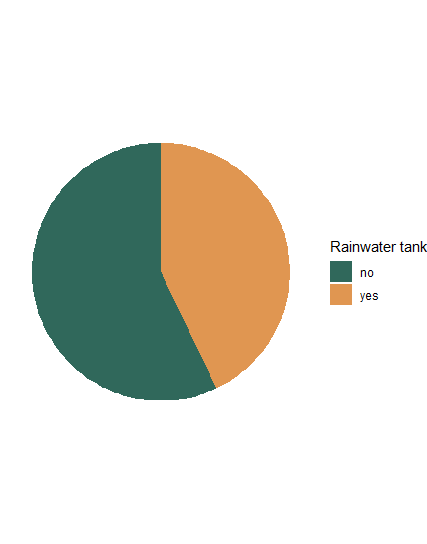 Rainwater tank
no
yes